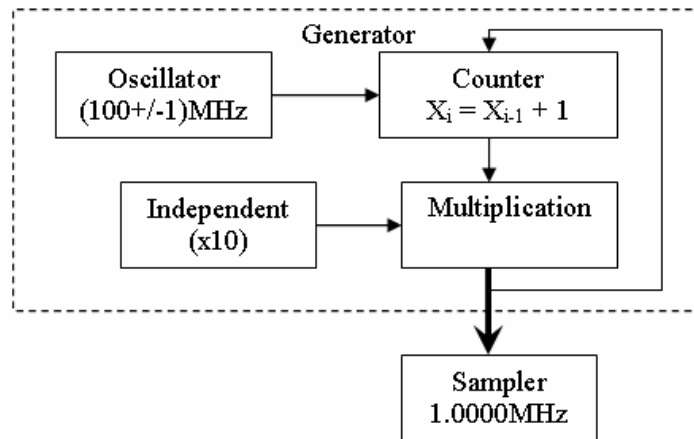 Generator
Oscillator
(100+/-1)MHz
Counter
Xi = Xi-1 + 1
Independent
(x10)
Multiplication
Sampler
1.0000MHz